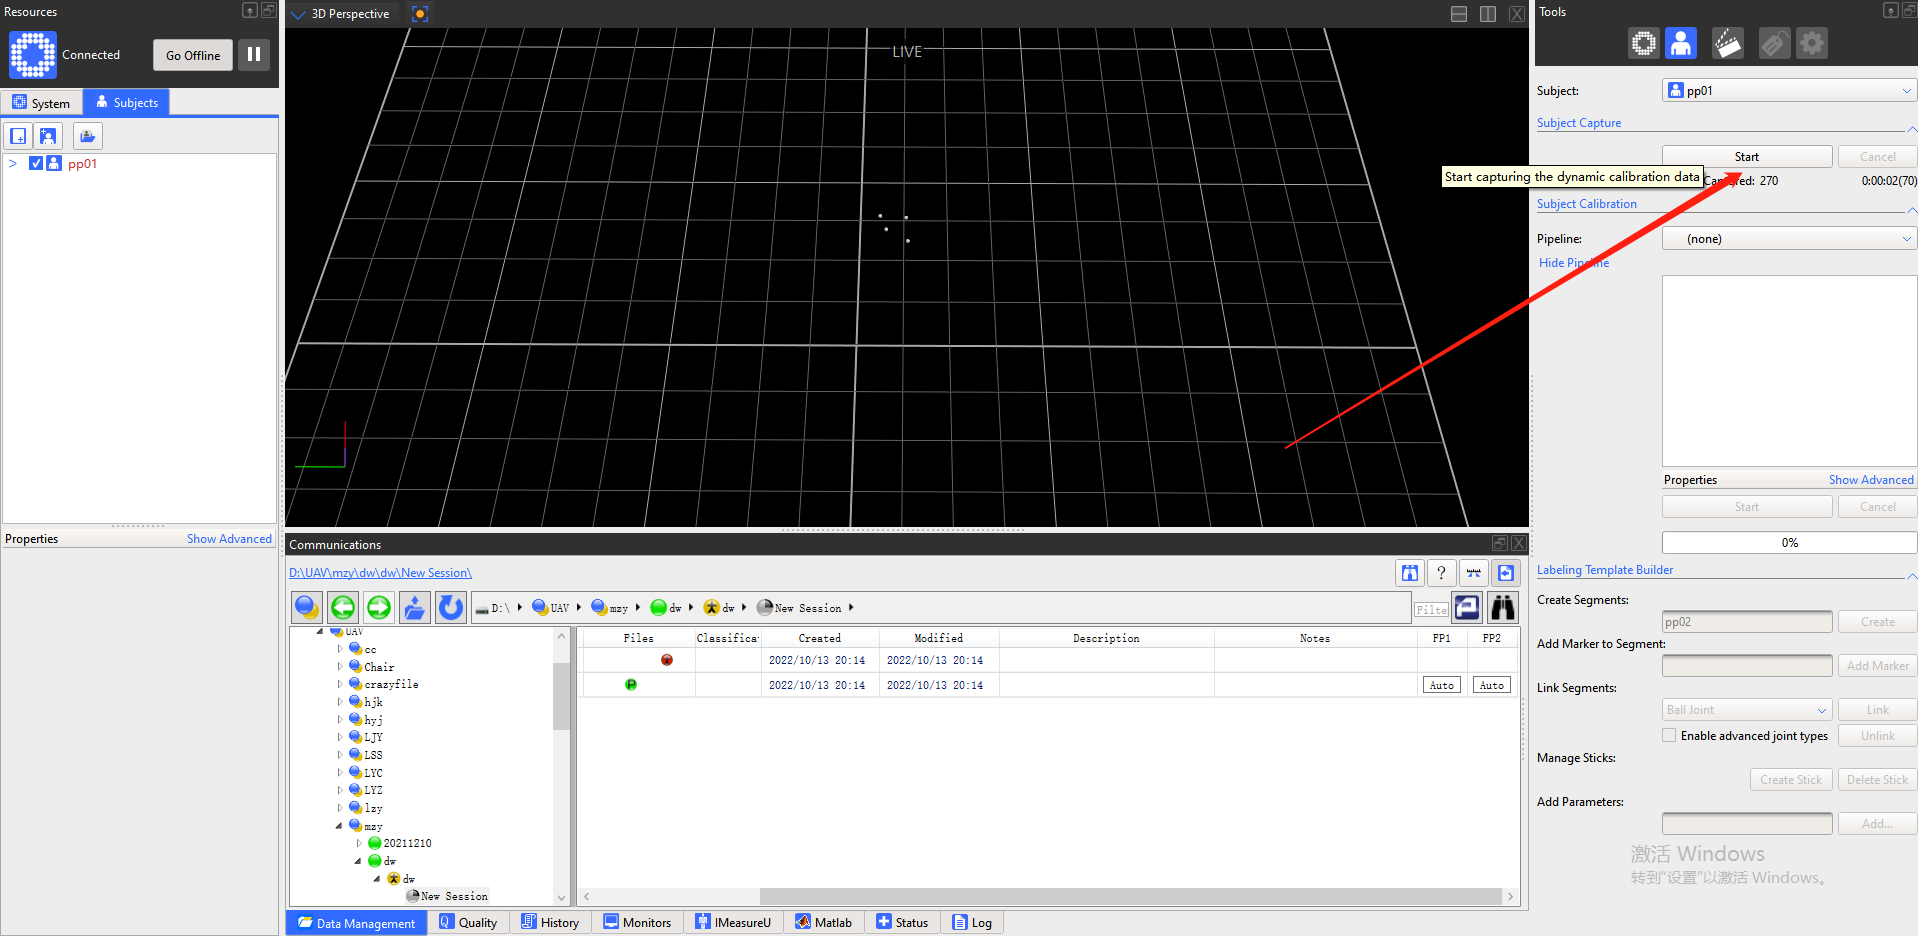 Resources
Connected
Go Offline
System
Subjects
pp01
Properties
Show Advanced
3D Perspective
LIVE
Communications
D:\UAV\mzy\dw\dw\New Session\
?
D:\
UAV
mzy
dw
dw
New Session
Filte
UAV
cc
Chair
crazyfile
hjk
hyj
LJY
LSS
LYC
LYZ
lzy
mzy
20211210
dw
dw
New Session
Files Classifica Created Modified Description Notes PP1 PP2
2022/10/13 20:14 2022/10/13 20:14
2022/10/13 20:14 2022/10/13 20:14 Auto Auto
Data Management
Quality
History
Monitors
IMeasureU
Matlab
Status
Log
Tools
Subject: pp01
Subject Capture
Start Cancel
Start capturing the dynamic calibration data
Captured: 270 0:00:02(70)
Subject Calibration
Pipeline: (none)
Hide Pipeline
Properties Show Advanced
Start Cancel
0%
Labeling Template Builder
Create Segments:
pp02 Create
Add Marker to Segment:
Add Marker
Link Segments:
Ball Joint Link
Enable advanced joint types Unlink
Manage Sticks:
Create Stick Delete Stick
Add Parameters:
Add...
激活 Windows
转到"设置"以激活 Windows。